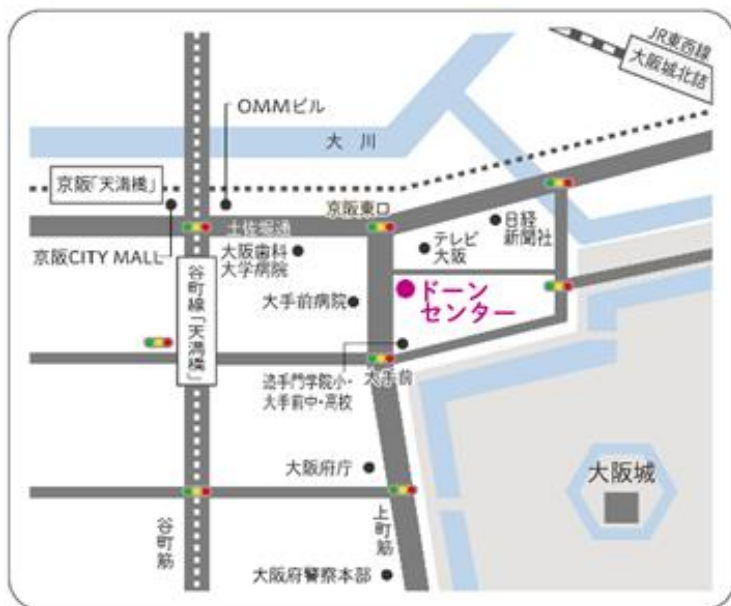 JR東西線
大阪城北詰
OMMビル
大 川
京阪「天満橋」
京阪東口
土佐堀通
日経
新聞社
テレビ
大阪
京阪CITY MALL
大阪歯科
大学病院
谷町線「天満橋」
ドーン
センター
大手前病院
追手門学院小・
大手前中・高校
大手前
大阪府庁
大阪城
谷町筋
上町筋
大阪府警察本部